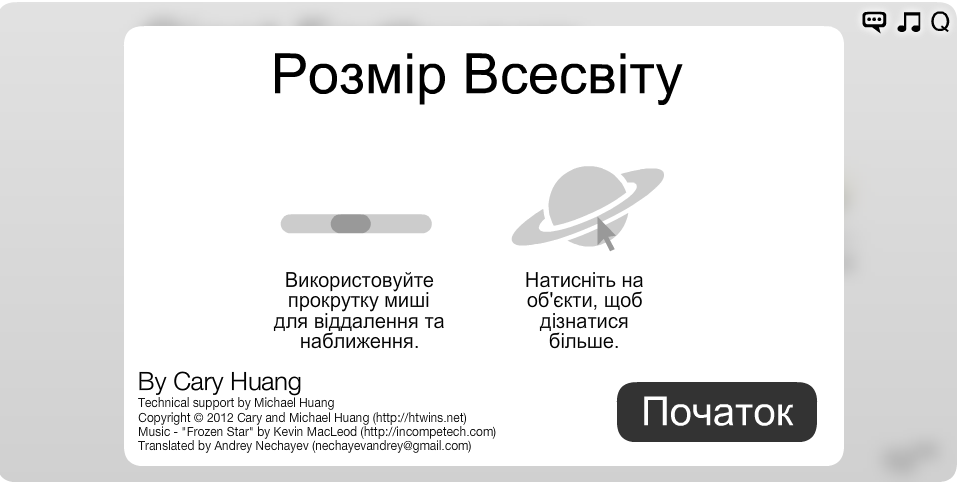 Розмір Всесвіту
Використовуйте
прокрутку миші
для віддалення та
наближення.
Натисніть на
об'єкти, щоб
дізнатися
більше.
By Cary Huang
Technical support by Michael Huang
Copyright © 2012 Cary and Michael Huang (http://htwins.net)
Music - "Frozen Star" by Kevin MacLeod (http://incompetech.com)
Translated by Andrey Nechayev (nechayevandrey@gmail.com)
Початок
Q